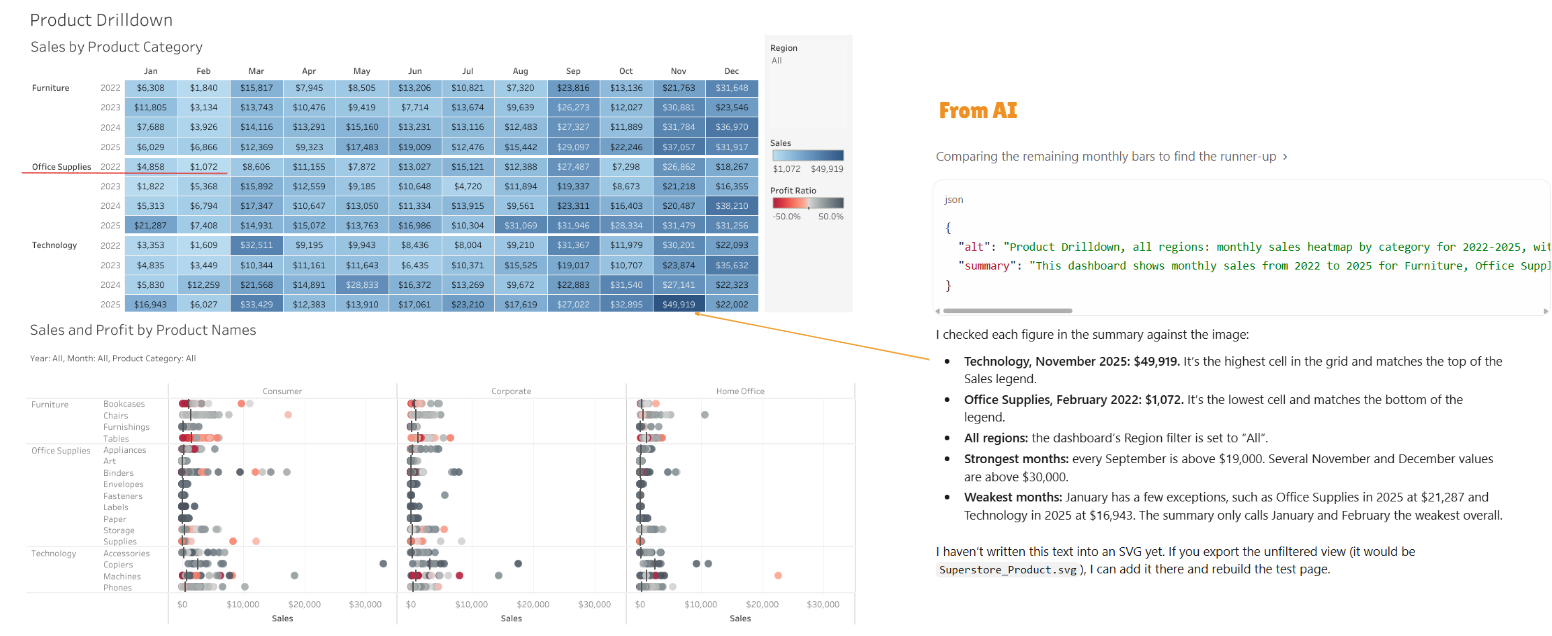 Product Drilldown
Sales by Product Category
Jan Feb Mar Apr May Jun Jul Aug Sep Oct Nov Dec
Furniture 2022 $6,308 $1,840 $15,817 $7,945 $8,505 $13,206 $10,821 $7,320 $23,816 $13,136 $21,763 $31,648
2023 $11,805 $3,134 $13,743 $10,476 $9,419 $7,714 $13,674 $9,639 $26,273 $12,027 $30,881 $23,546
2024 $7,688 $3,926 $14,116 $13,291 $15,160 $13,231 $13,116 $12,483 $27,327 $11,889 $31,784 $36,970
2025 $6,029 $6,866 $12,369 $9,323 $17,483 $19,009 $12,476 $15,442 $29,097 $22,246 $37,057 $31,917
Office Supplies 2022 $4,858 $1,072 $8,606 $11,155 $7,872 $13,027 $15,121 $12,388 $27,487 $7,298 $26,862 $18,267
2023 $1,822 $5,368 $15,892 $12,559 $9,185 $10,648 $4,720 $11,894 $19,337 $8,673 $21,218 $16,355
2024 $5,313 $6,794 $17,347 $10,647 $13,050 $11,334 $13,915 $9,561 $23,311 $16,403 $20,487 $38,210
2025 $21,287 $7,408 $14,931 $15,072 $13,763 $16,986 $10,304 $31,069 $31,946 $28,334 $31,479 $31,256
Technology 2022 $3,353 $1,609 $32,511 $9,195 $9,943 $8,436 $8,004 $9,210 $31,367 $11,979 $30,201 $22,093
2023 $4,835 $3,449 $10,344 $11,161 $11,643 $6,435 $10,371 $15,525 $19,017 $10,707 $23,874 $35,632
2024 $5,830 $12,259 $21,568 $14,891 $28,833 $16,372 $13,269 $9,672 $22,883 $31,540 $27,141 $22,323
2025 $16,943 $6,027 $33,429 $12,383 $13,910 $17,061 $23,210 $17,619 $27,022 $32,895 $49,919 $22,002
Region
All
Sales
$1,072 $49,919
Profit Ratio
-50.0% 50.0%
Sales and Profit by Product Names
Year: All, Month: All, Product Category: All
Consumer Corporate Home Office
Furniture Bookcases
Chairs
Furnishings
Tables
Office Supplies Appliances
Art
Binders
Envelopes
Fasteners
Labels
Paper
Storage
Supplies
Technology Accessories
Copiers
Machines
Phones
$0 $10,000 $20,000 $30,000 $0 $10,000 $20,000 $30,000 $0 $10,000 $20,000 $30,000
Sales Sales Sales
From AI
Comparing the remaining monthly bars to find the runner-up ›
json
{
"alt": "Product Drilldown, all regions: monthly sales heatmap by category for 2022-2025, wit
"summary": "This dashboard shows monthly sales from 2022 to 2025 for Furniture, Office Suppl
}
I checked each figure in the summary against the image:
• Technology, November 2025: $49,919. It's the highest cell in the grid and matches the top of the
Sales legend.
• Office Supplies, February 2022: $1,072. It's the lowest cell and matches the bottom of the
legend.
• All regions: the dashboard's Region filter is set to “All”.
• Strongest months: every September is above $19,000. Several November and December values
are above $30,000.
• Weakest months: January has a few exceptions, such as Office Supplies in 2025 at $21,287 and
Technology in 2025 at $16,943. The summary only calls January and February the weakest overall.
I haven't written this text into an SVG yet. If you export the unfiltered view (it would be
Superstore_Product.svg), I can add it there and rebuild the test page.